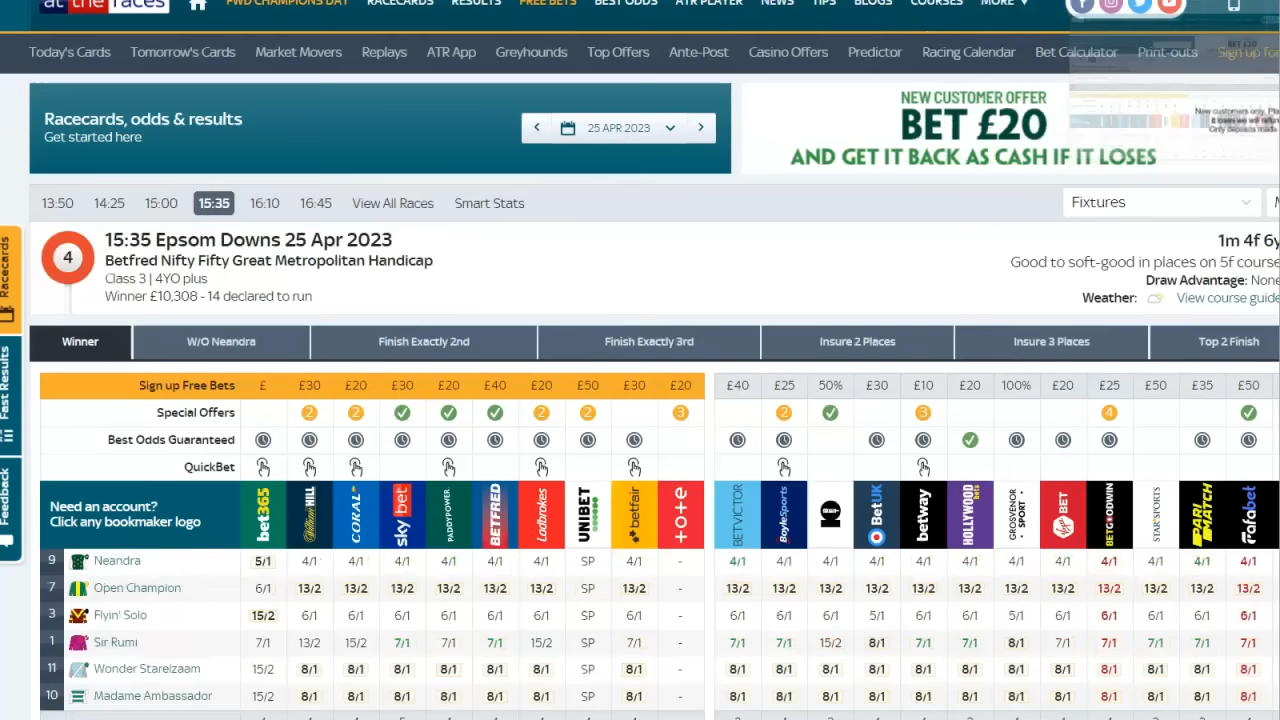 at the races
FWD CHAMPIONS DAY RACECARDS RESULTS FREE BETS BEST ODDS ATR PLAYER NEWS TIPS BLOGS COURSES MORE
Today's Cards Tomorrow's Cards Market Movers Replays ATR App Greyhounds Top Offers Ante-Post Casino Offers Predictor Racing Calendar Bet Calculator Print-outs Sign up for
Racecards, odds & results
Get started here
25 APR 2023
NEW CUSTOMER OFFER
BET £20
AND GET IT BACK AS CASH IF IT LOSES
13:50 14:25 15:00 15:35 16:10 16:45 View All Races Smart Stats
Fixtures
4
15:35 Epsom Downs 25 Apr 2023
Betfred Nifty Fifty Great Metropolitan Handicap
Class 3 | 4YO plus
Winner £10,308 - 14 declared to run
1m 4f 6y
Good to soft-good in places on 5f course
Draw Advantage: None
Weather: View course guide
Racecards
Fast Results
Feedback
Winner W/O Neandra Finish Exactly 2nd Finish Exactly 3rd Insure 2 Places Insure 3 Places Top 2 Finish
Sign up Free Bets £ £30 £20 £30 £20 £40 £20 £50 £30 £20 £40 £25 50% £30 £10 £20 100% £20 £25 £50 £35 £50
Special Offers 2 2 2 2 3 2 3 4
Best Odds Guaranteed
QuickBet
Need an account?
Click any bookmaker logo
bet365 William HILL CORAL sky bet PADDYPOWER. BETFRED Ladbrokes UNIBET betfair tote BETVICTOR BoyleSports 10 BetUK betway HOLLYWOOD bets GROSVENOR SPORT BET BETGOODWIN STARSPORTS PARI MATCH fafabet
9 Neandra 5/1 4/1 4/1 4/1 4/1 4/1 4/1 SP 4/1 - 4/1 4/1 4/1 4/1 4/1 4/1 4/1 4/1 4/1 4/1 4/1 4/1
7 Open Champion 6/1 13/2 13/2 13/2 13/2 13/2 13/2 SP 13/2 - 13/2 13/2 13/2 13/2 13/2 13/2 13/2 13/2 13/2 13/2 13/2 13/2
3 Flyin' Solo 15/2 6/1 6/1 6/1 6/1 6/1 6/1 SP 6/1 - 6/1 6/1 6/1 5/1 6/1 6/1 5/1 6/1 6/1 6/1 6/1 6/1
1 Sir Rumi 7/1 13/2 15/2 7/1 7/1 7/1 15/2 SP 7/1 - 7/1 7/1 15/2 8/1 7/1 7/1 8/1 7/1 7/1 7/1 7/1 7/1
11 Wonder Starelzaam 15/2 8/1 8/1 8/1 8/1 8/1 8/1 SP 8/1 - 8/1 8/1 8/1 8/1 8/1 8/1 8/1 8/1 8/1 8/1 8/1 8/1
10 Madame Ambassador 15/2 8/1 8/1 8/1 8/1 8/1 8/1 SP 8/1 - 8/1 8/1 8/1 8/1 8/1 8/1 8/1 8/1 8/1 8/1 8/1 8/1